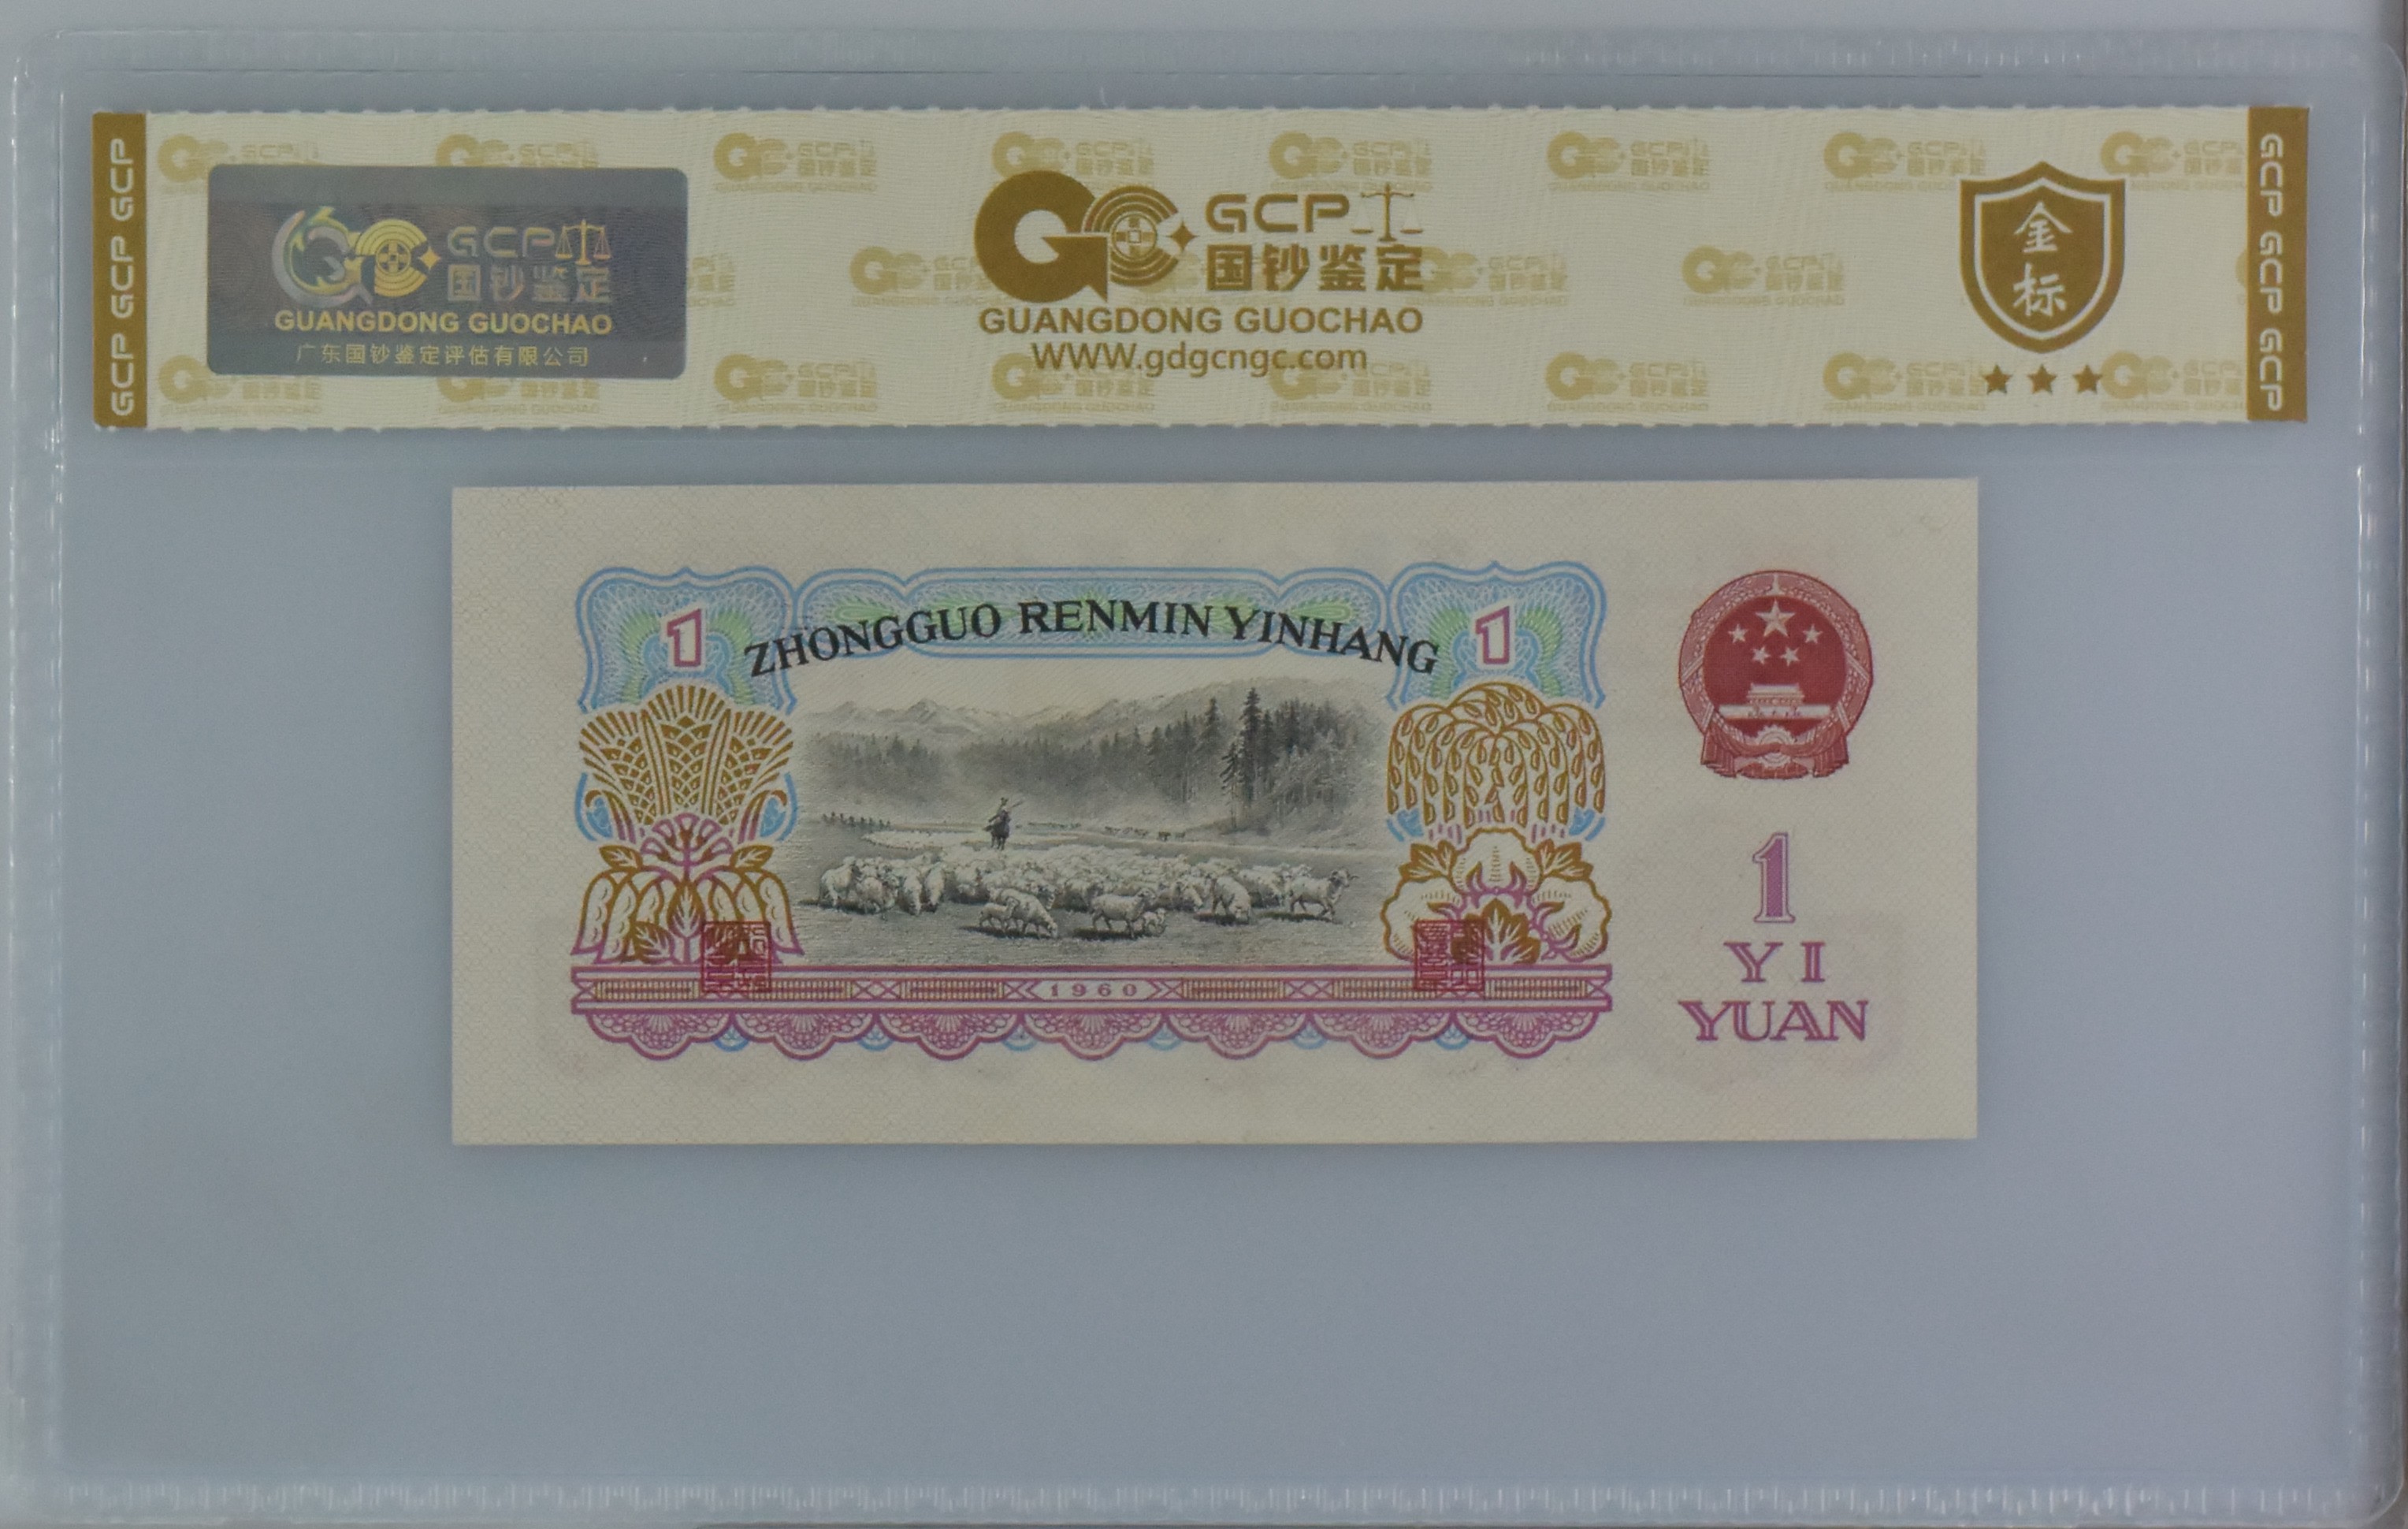 GCP GCP GCP
GCP
国钞鉴定
GUANGDONG GUOCHAO
广东国钞鉴定评估有限公司
GCP
国钞鉴定
GUANGDONG GUOCHAO
WWW.gdgcngc.com
金
标
GCP GCP GCP
1
ZHONGGUO RENMIN YINHANG
1
1960
1
YI
YUAN